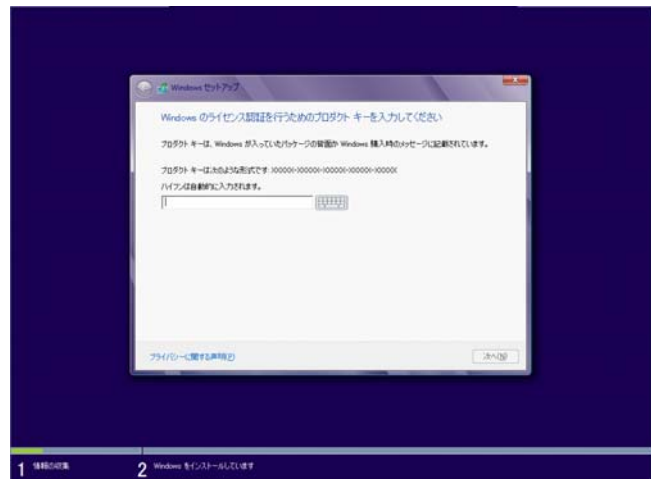 Windows セットアップ
Windows のライセンス認証を行うためのプロダクト キーを入力してください
プロダクト キーは、Windows が入っていたパッケージの背面か Windows 購入時のメッセージに記載されています。
プロダクト キーは次のような形式です: XXXXX-XXXXX-XXXXX-XXXXX-XXXXX
ハイフンは自動的に入力されます。
プライバシーに関する声明(P)
次へ(N)
1 情報の収集
2 Windows をインストールしています